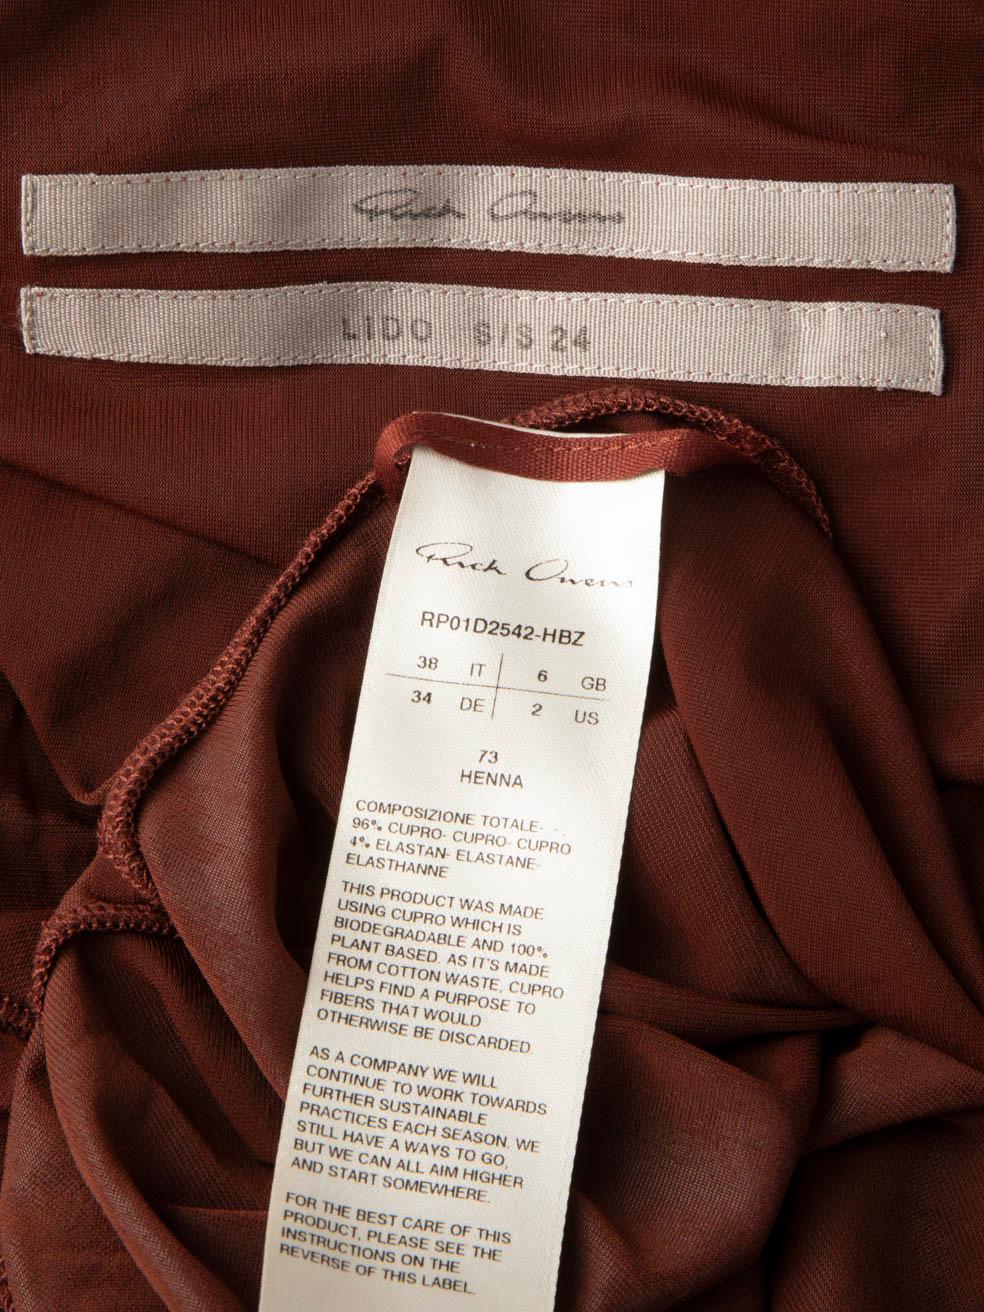 Rick Owens
LIDO S/S 24
Rick Owens
RP01D2542-HBZ
38 IT 6 GB
34 DE 2 US
73
HENNA
COMPOSIZIONE TOTALE- - -
96% CUPRO- CUPRO- CUPRO
4% ELASTAN- ELASTANE-
ELASTHANNE
THIS PRODUCT WAS MADE
USING CUPRO WHICH IS
BIODEGRADABLE AND 100%
PLANT BASED. AS IT'S MADE
FROM COTTON WASTE, CUPRO
HELPS FIND A PURPOSE TO
FIBERS THAT WOULD
OTHERWISE BE DISCARDED.
AS A COMPANY WE WILL
CONTINUE TO WORK TOWARDS
FURTHER SUSTAINABLE
PRACTICES EACH SEASON. WE
STILL HAVE A WAYS TO GO,
BUT WE CAN ALL AIM HIGHER
AND START SOMEWHERE.
FOR THE BEST CARE OF THIS
PRODUCT, PLEASE SEE THE
INSTRUCTIONS ON THE
REVERSE OF THIS LABEL.